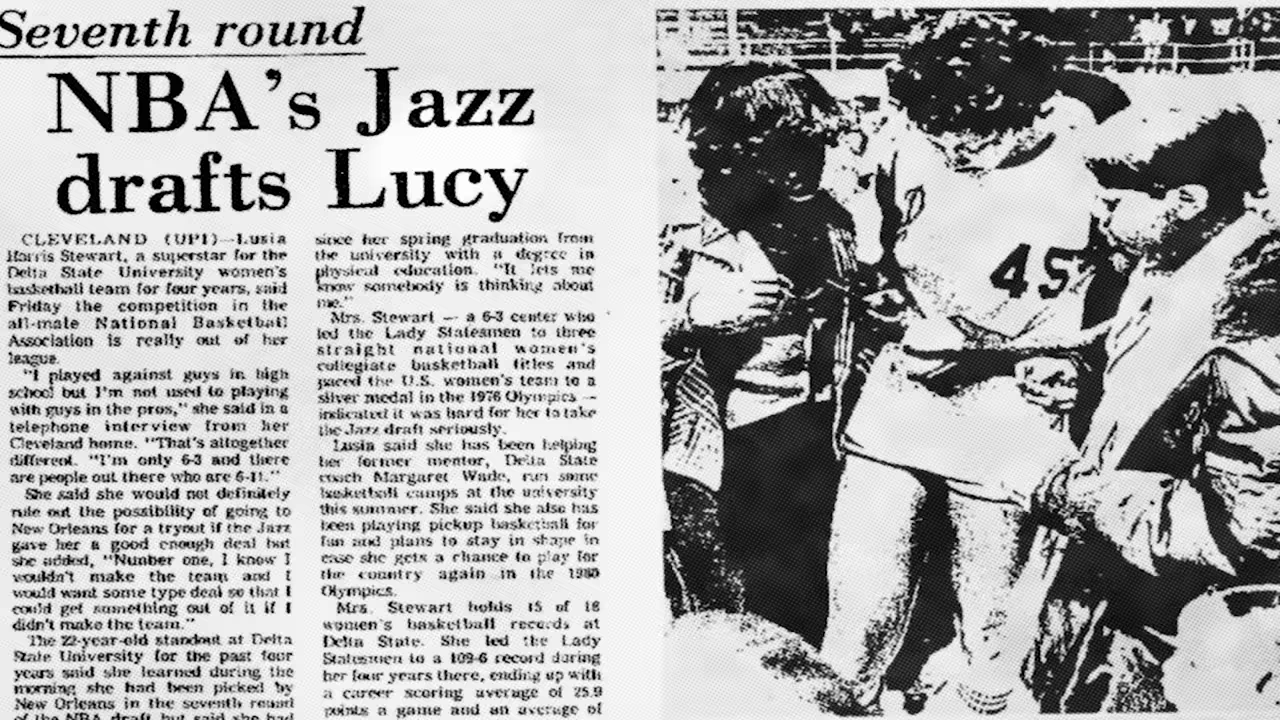 Seventh round
NBA's Jazz
drafts Lucy
CLEVELAND (UPI)—Lusia
Harris Stewart, a superstar for the
Delta State University women's
basketball team for four years, said
Friday the competition in the
all-male National Basketball
Association is really out of her
league.
"I played against guys in high
school but I'm not used to playing
with guys in the pros," she said in a
telephone interview from her
Cleveland home. "That's altogether
different. "I'm only 6-3 and there
are people out there who are 6-11."
She said she would not definitely
rule out the possibility of going to
New Orleans for a tryout if the Jazz
gave her a good enough deal but
she added, "Number one, I know I
wouldn't make the team and I
would want some type deal so that I
could get something out of it if I
didn't make the team."
The 22-year-old standout at Delta
State University for the past four
years said she learned during the
morning she had been picked by
New Orleans in the seventh round
of the NBA draft but said she had
since her spring graduation from
the university with a degree in
physical education. "It lets me
know somebody is thinking about
me."
Mrs. Stewart — a 6-3 center who
led the Lady Statesmen to three
straight national women's
collegiate basketball titles and
paced the U.S. women's team to a
silver medal in the 1976 Olympics —
indicated it was hard for her to take
the Jazz draft seriously.
Lusia said she has been helping
her former mentor, Delta State
coach Margaret Wade, run some
basketball camps at the university
this summer. She said she also has
been playing pickup basketball for
fun and plans to stay in shape in
case she gets a chance to play for
the country again in the 1980
Olympics.
Mrs. Stewart holds 15 of 18
women's basketball records at
Delta State. She led the Lady
Statesmen to a 109-6 record during
her four years there, ending up with
a career scoring average of 25.9
points a game and an average of
45